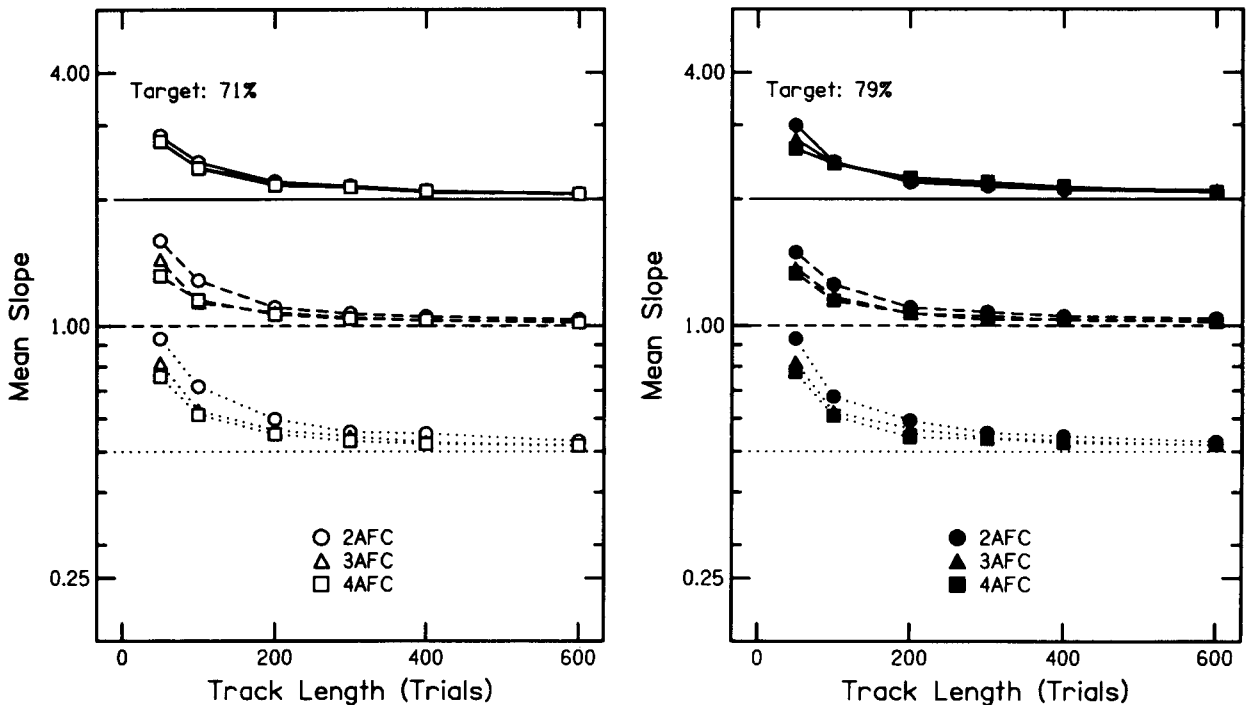 4.00
Target: 71%
1.00
0.25
Mean Slope
2AFC
3AFC
4AFC
0 200 400 600
Track Length (Trials)
4.00
Target: 79%
1.00
0.25
Mean Slope
2AFC
3AFC
4AFC
0 200 400 600
Track Length (Trials)